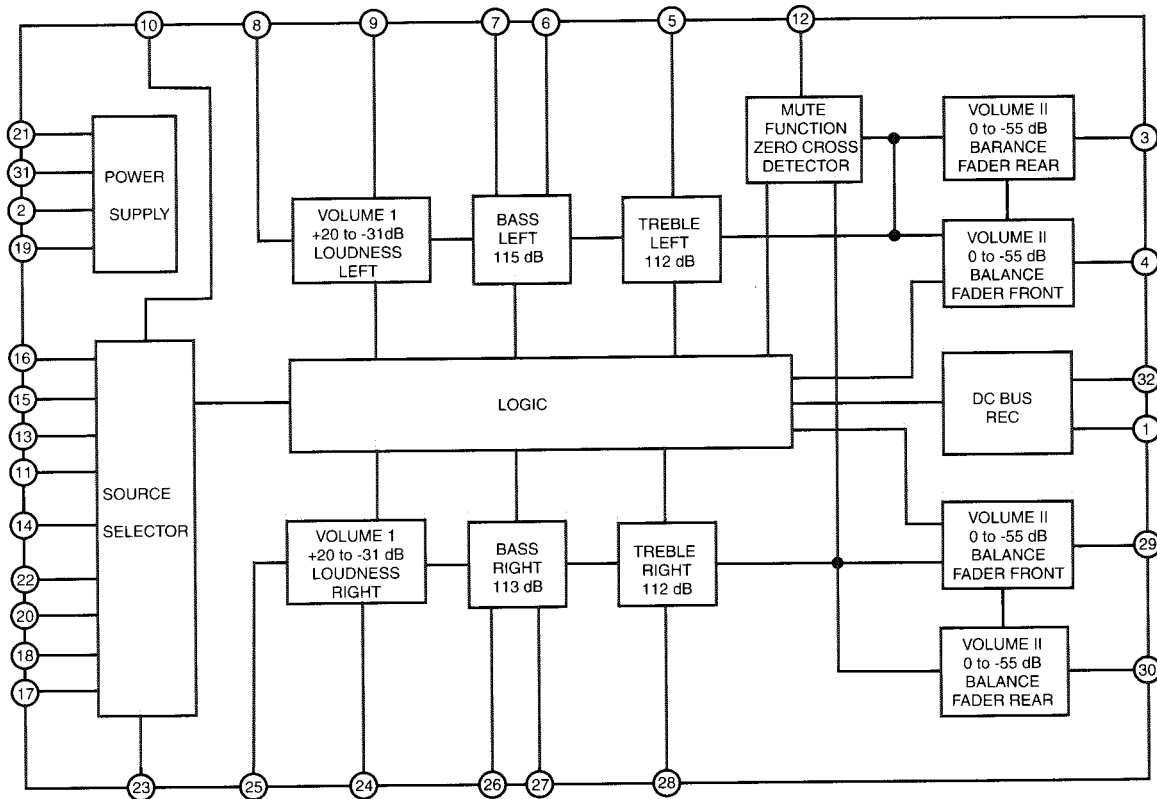 10
8
9
7
6
5
12
21
31
2
19
POWER
SUPPLY
MUTE
FUNCTION
ZERO CROSS
DETECTOR
VOLUME II
0 to -55 dB
BARANCE
FADER REAR
3
VOLUME 1
+20 to -31dB
LOUDNESS
LEFT
BASS
LEFT
115 dB
TREBLE
LEFT
112 dB
VOLUME II
0 to -55 dB
BALANCE
FADER FRONT
4
16
15
13
11
14
22
20
18
17
SOURCE
SELECTOR
LOGIC
DC BUS
REC
32
1
VOLUME 1
+20 to -31 dB
LOUDNESS
RIGHT
BASS
RIGHT
113 dB
TREBLE
RIGHT
112 dB
VOLUME II
0 to -55 dB
BALANCE
FADER FRONT
29
VOLUME II
0 to -55 dB
BALANCE
FADER REAR
30
23
25
24
26
27
28